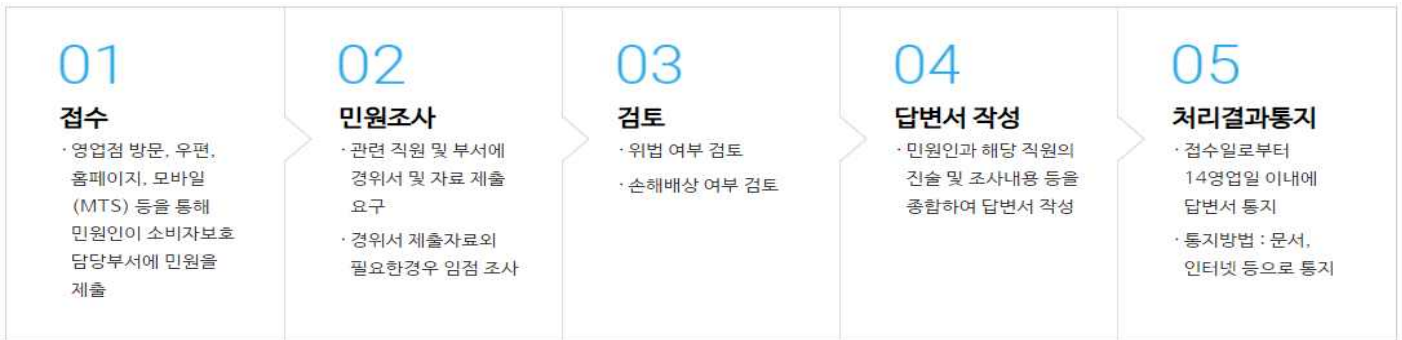 01
접수
· 영업점 방문, 우편,
홈페이지, 모바일
(MTS) 등을 통해
민원인이 소비자보호
담당부서에 민원을
제출
02
민원조사
· 관련 직원 및 부서에
경위서 및 자료 제출
요구
· 경위서 제출자료외
필요한경우 임점 조사
03
검토
· 위법 여부 검토
· 손해배상 여부 검토
04
답변서 작성
· 민원인과 해당 직원의
진술 및 조사내용 등을
종합하여 답변서 작성
05
처리결과통지
· 접수일로부터
14영업일 이내에
답변서 통지
· 통지방법 : 문서,
인터넷 등으로 통지